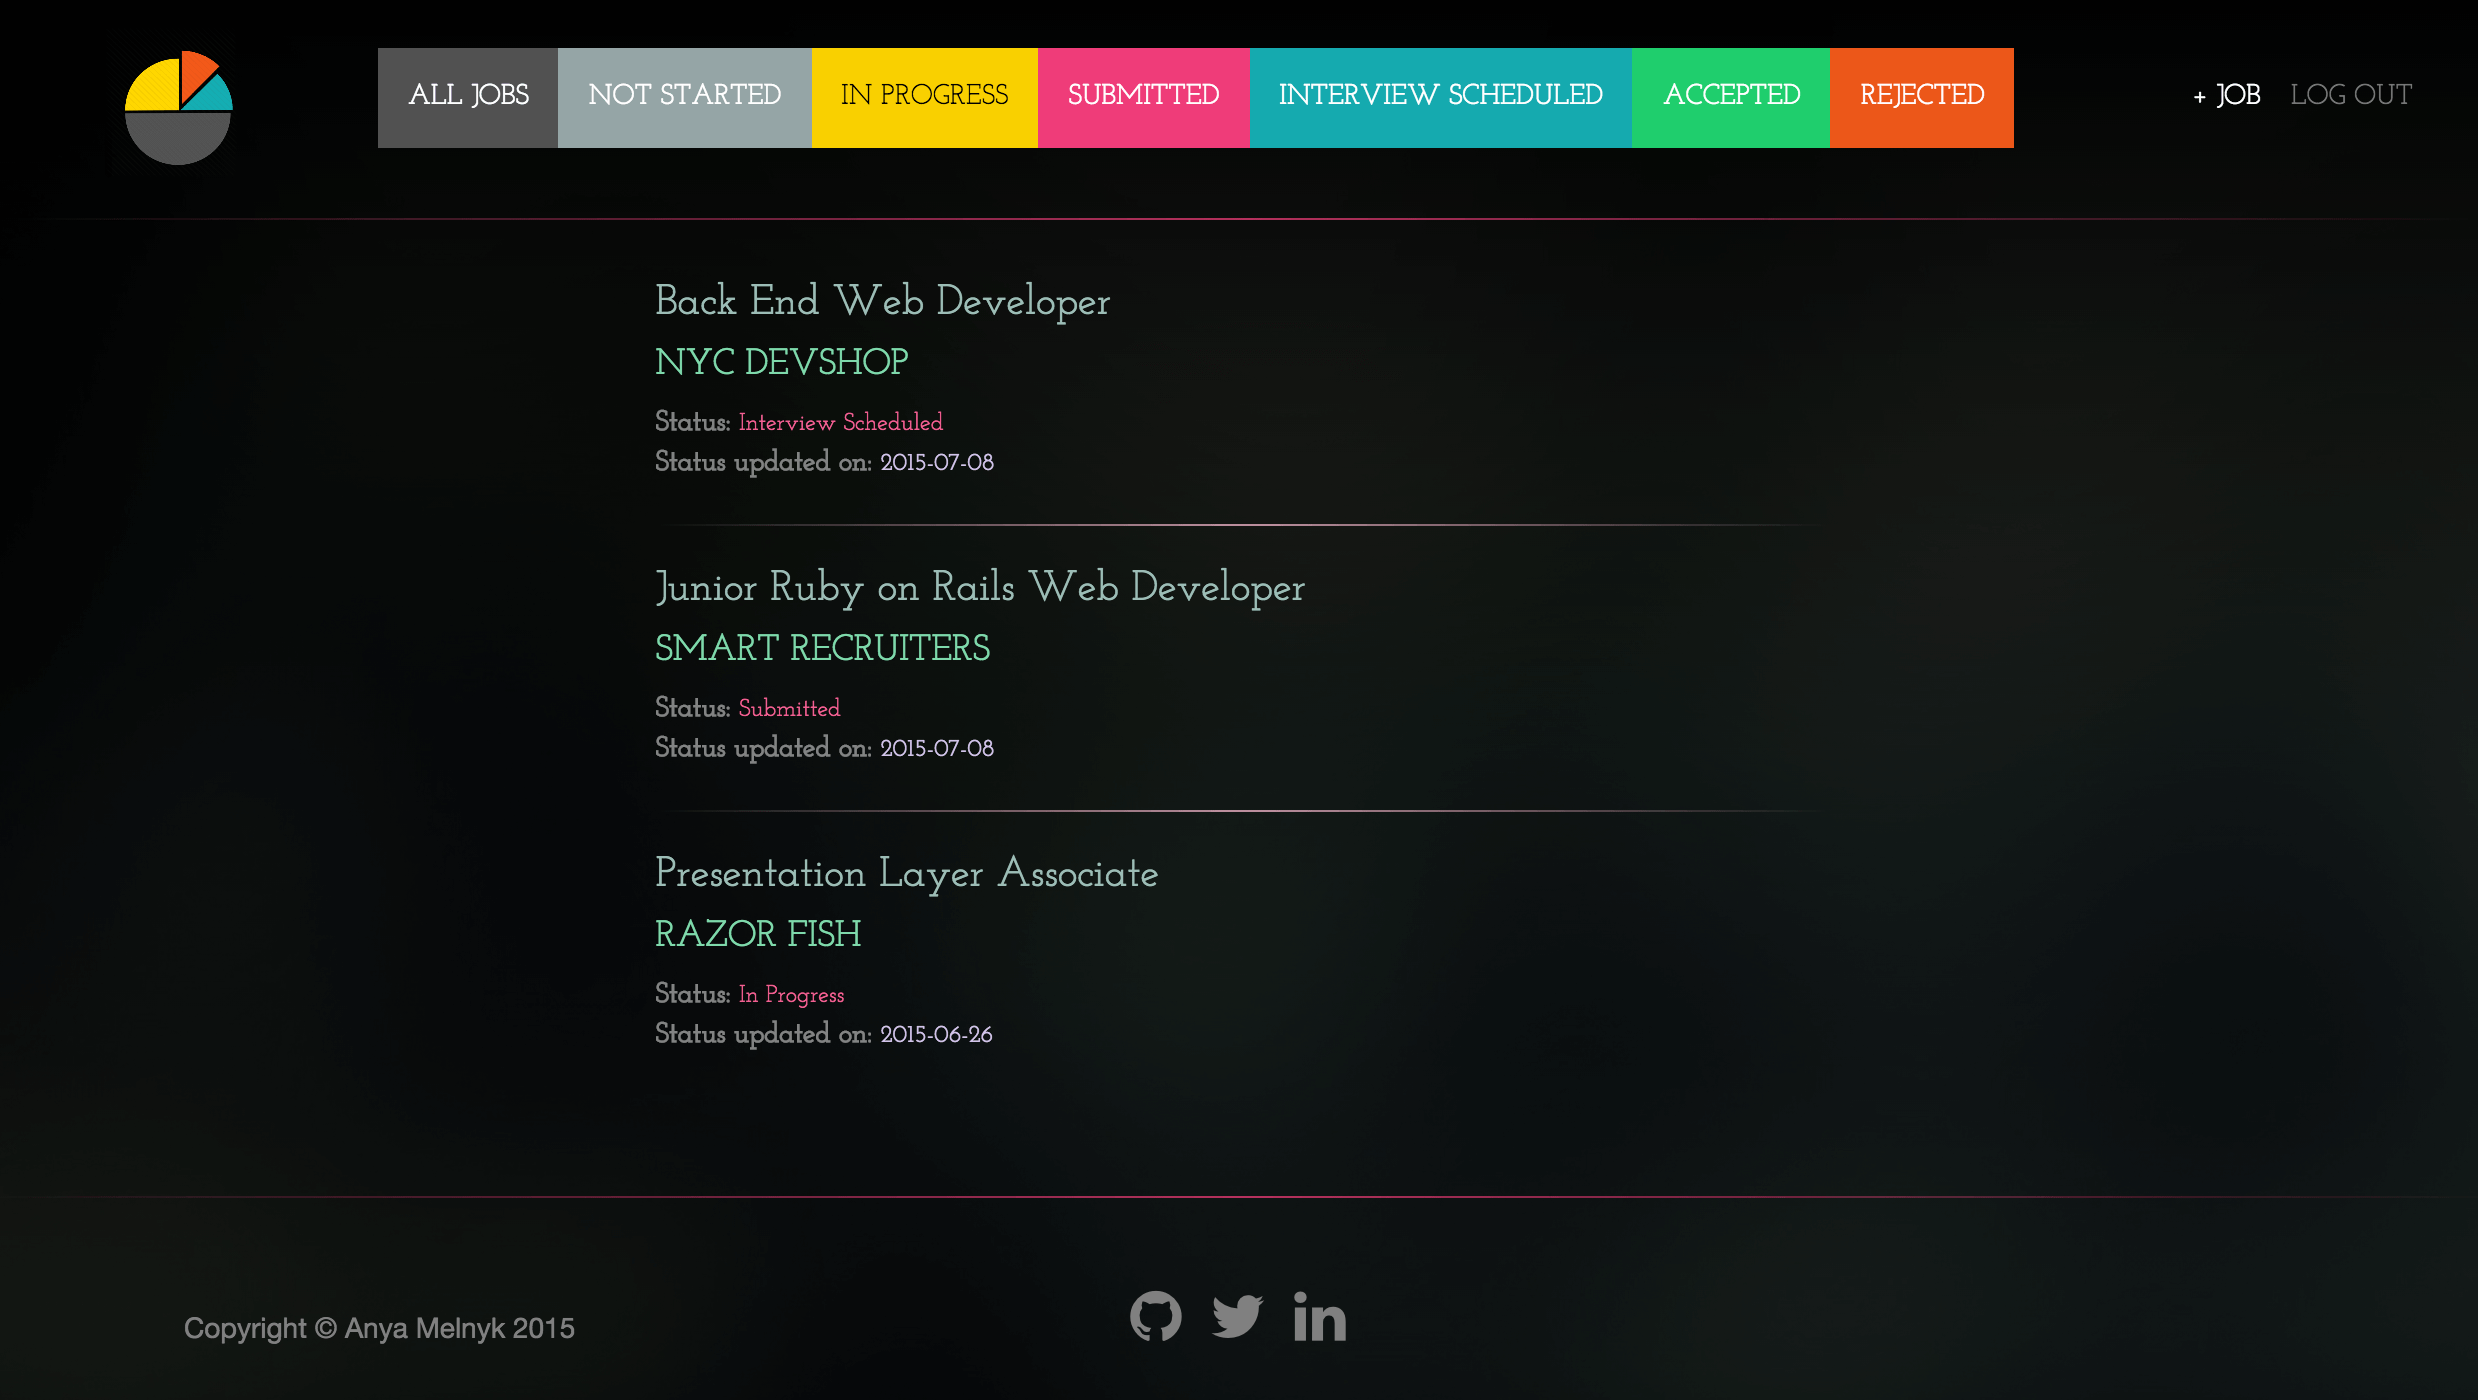 ALL JOBS NOT STARTED IN PROGRESS SUBMITTED INTERVIEW SCHEDULED ACCEPTED REJECTED + JOB LOG OUT
Back End Web Developer
NYC DEVSHOP
Status: Interview Scheduled
Status updated on: 2015-07-08
Junior Ruby on Rails Web Developer
SMART RECRUITERS
Status: Submitted
Status updated on: 2015-07-08
Presentation Layer Associate
RAZOR FISH
Status: In Progress
Status updated on: 2015-06-26
Copyright © Anya Melnyk 2015